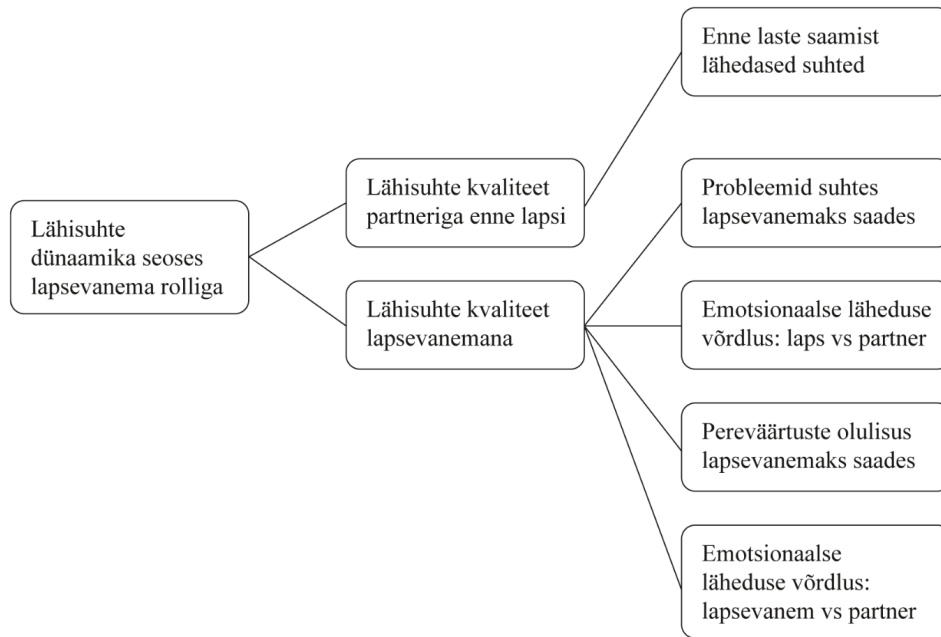 Lähisuhte
dünaamika seoses
lapsevanema rolliga
Lähisuhte kvaliteet
partneriga enne lapsi
Lähisuhte kvaliteet
lapsevanemana
Enne laste saamist
lähedased suhted
Probleemid suhtes
lapsevanemaks saades
Emotsionaalse läheduse
võrdlus: laps vs partner
Pereväärtuste olulisus
lapsevanemaks saades
Emotsionaalse
läheduse võrdlus:
lapsevanem vs partner